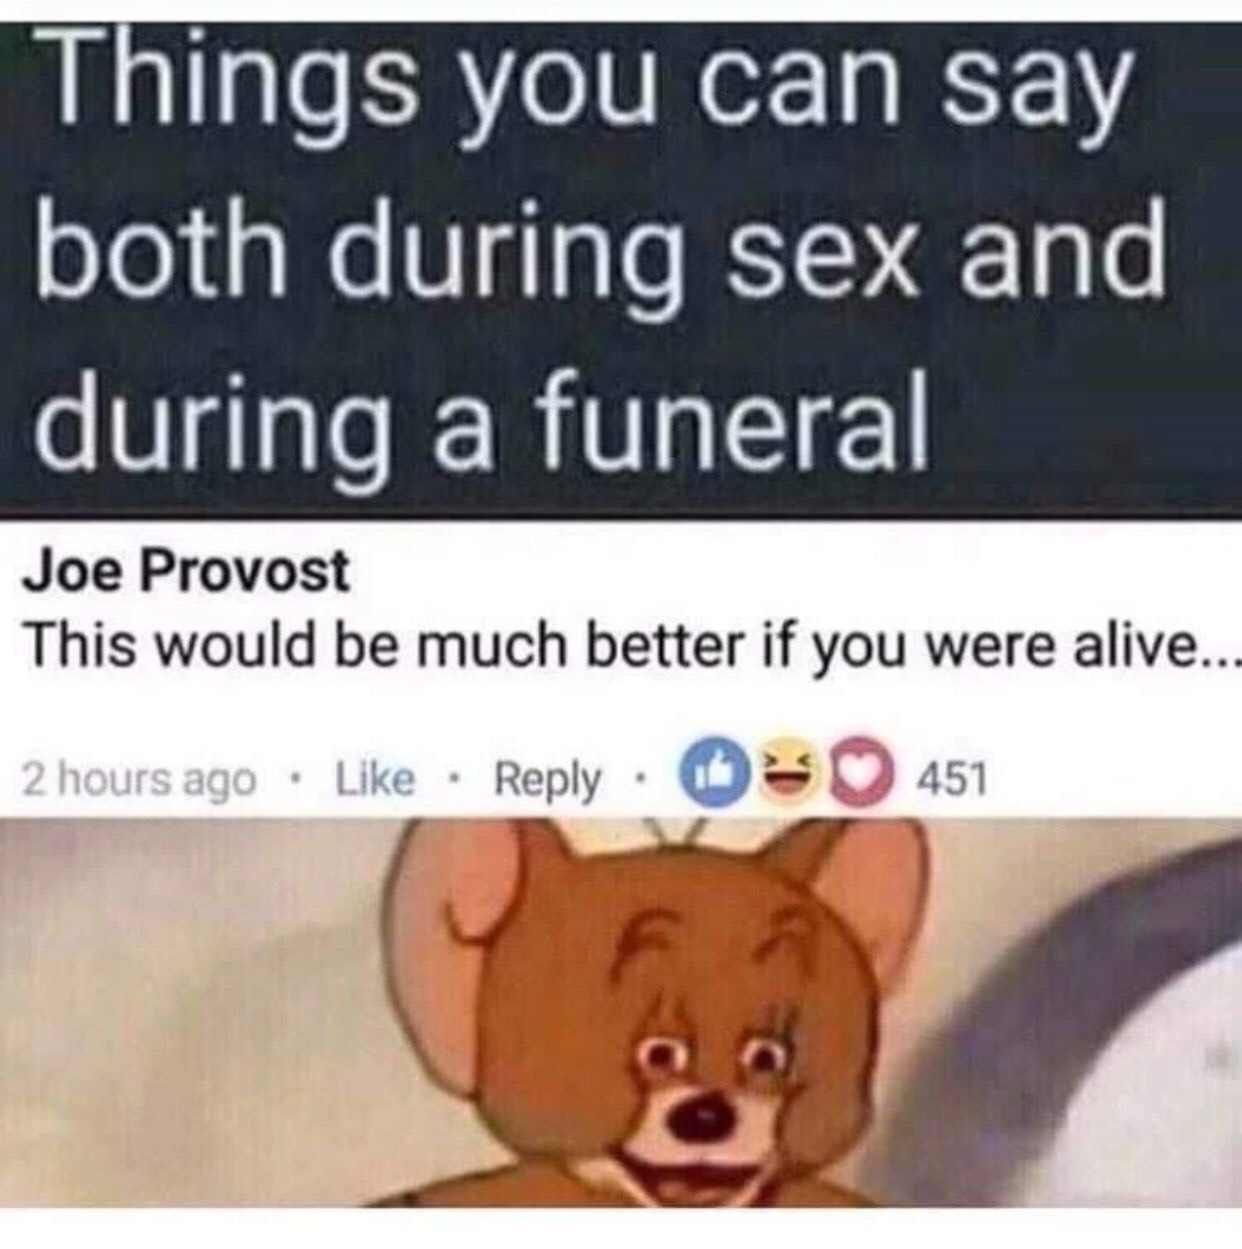 Things you can say
both during sex and
during a funeral
Joe Provost
This would be much better if you were alive...
2 hours ago · Like · Reply · 451